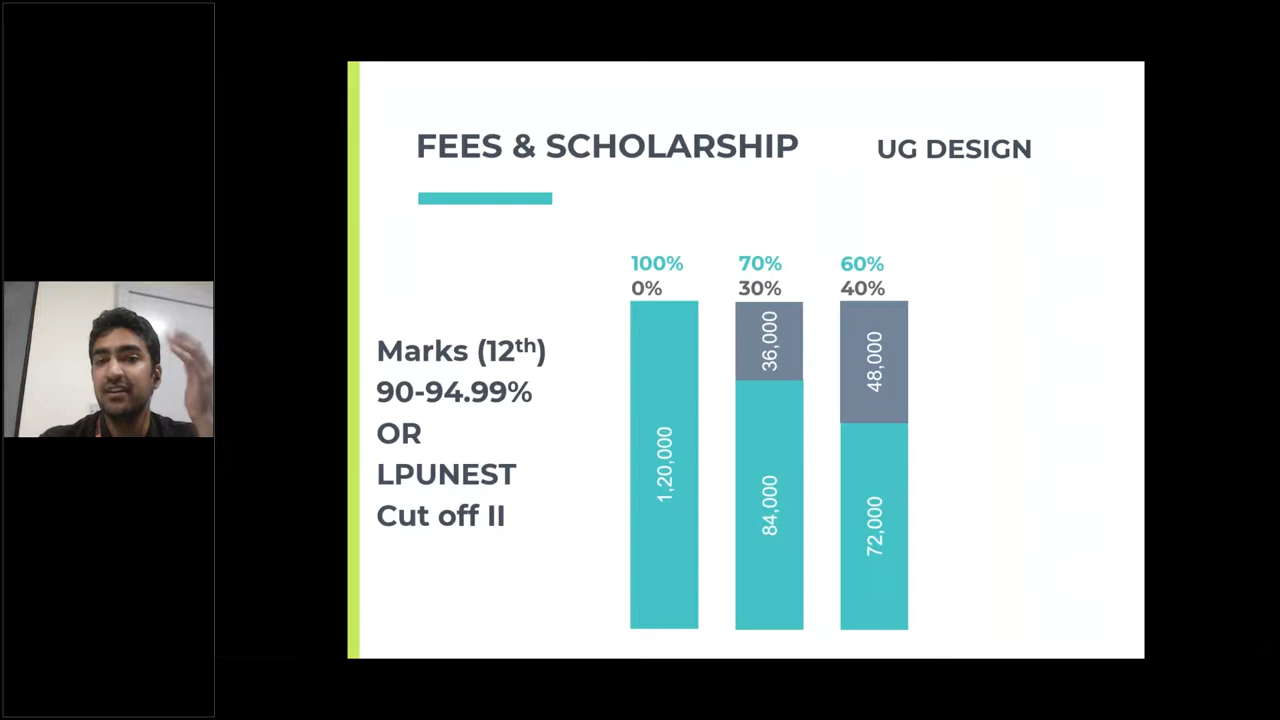 FEES & SCHOLARSHIP
UG DESIGN
100%
0%
70%
30%
60%
40%
Marks (12th)
90-94.99%
OR
LPUNEST
Cut off II
1,20,000
36,000
84,000
48,000
72,000